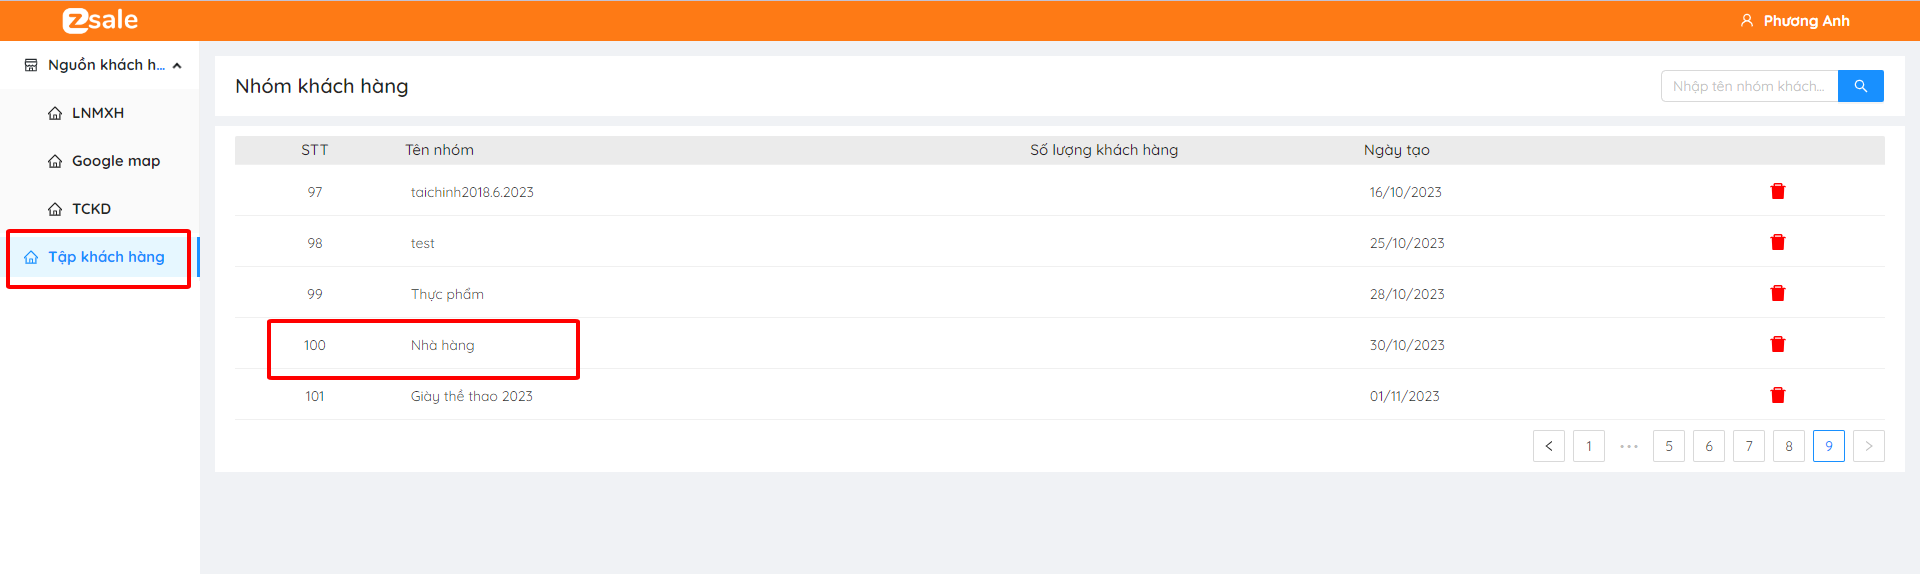 zsale
Phương Anh
Nguồn khách h...
LNMXH
Google map
TCKD
Tập khách hàng
Nhóm khách hàng
Nhập tên nhóm khách...
STT Tên nhóm Số lượng khách hàng Ngày tạo
97 taichinh2018.6.2023 16/10/2023
98 test 25/10/2023
99 Thực phẩm 28/10/2023
100 Nhà hàng 30/10/2023
101 Giày thể thao 2023 01/11/2023
< 1 ••• 5 6 7 8 9 >